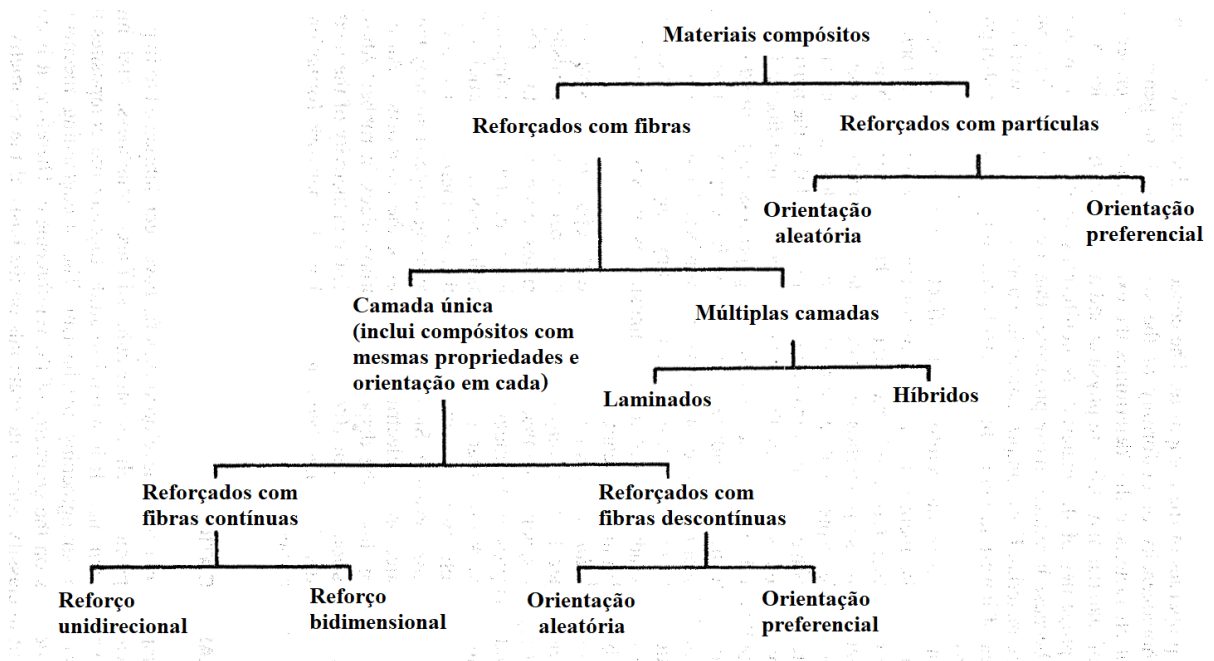 Materiais compósitos
Reforçados com fibras
Reforçados com partículas
Orientação
aleatória
Orientação
preferencial
Camada única
(inclui compósitos com
mesmas propriedades e
orientação em cada)
Múltiplas camadas
Laminados
Híbridos
Reforçados com
fibras contínuas
Reforçados com
fibras descontínuas
Reforço
unidirecional
Reforço
bidimensional
Orientação
aleatória
Orientação
preferencial